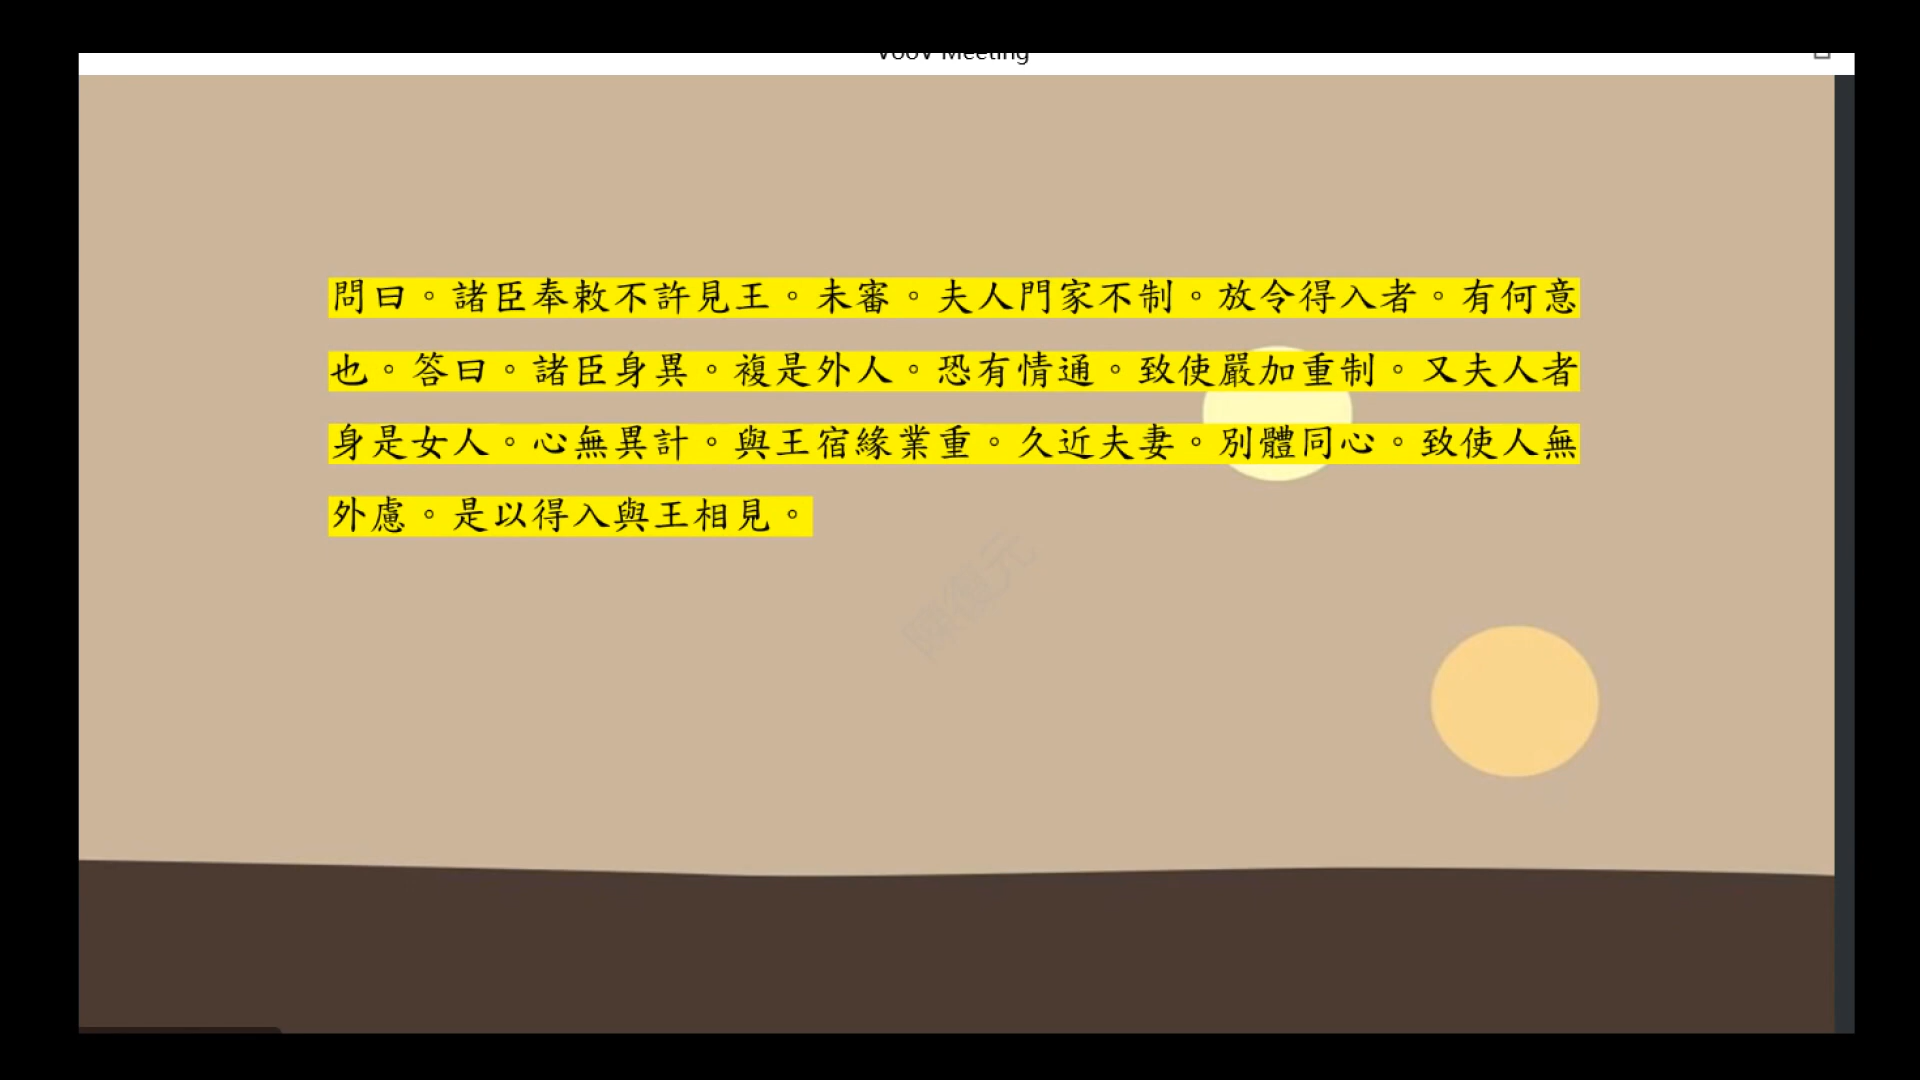 VooV Meeting
問曰。諸臣奉敕不許見王。未審。夫人門家不制。放令得入者。有何意
也。答曰。諸臣身異。複是外人。恐有情通。致使嚴加重制。又夫人者
身是女人。心無異計。與王宿緣業重。久近夫妻。別體同心。致使人無
外慮。是以得入與王相見。